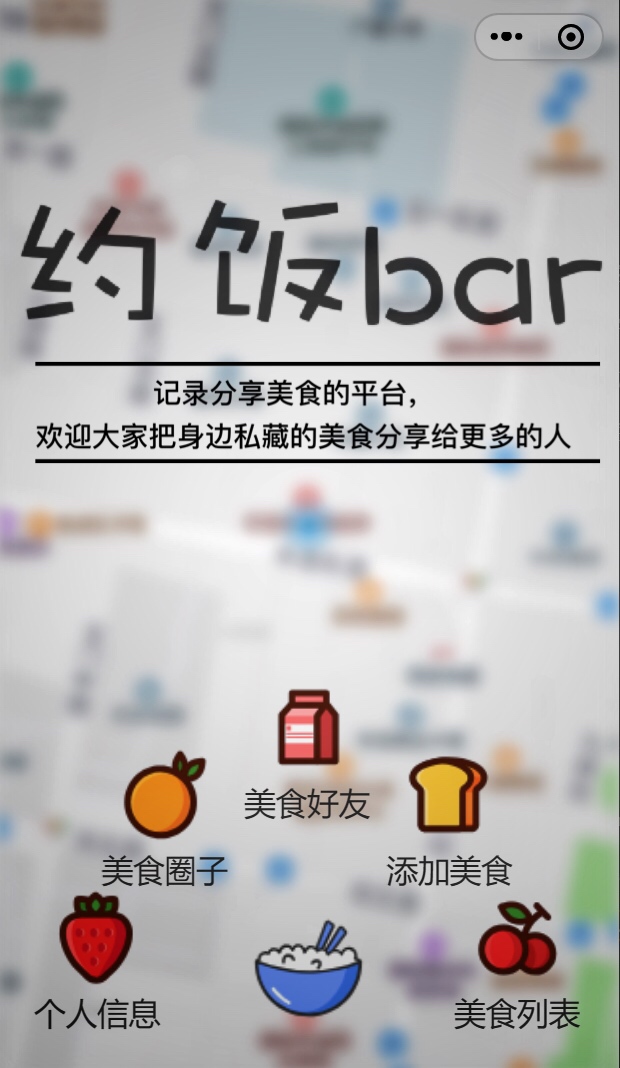 约饭bar
记录分享美食的平台，
欢迎大家把身边私藏的美食分享给更多的人
美食好友
美食圈子
添加美食
个人信息
美食列表